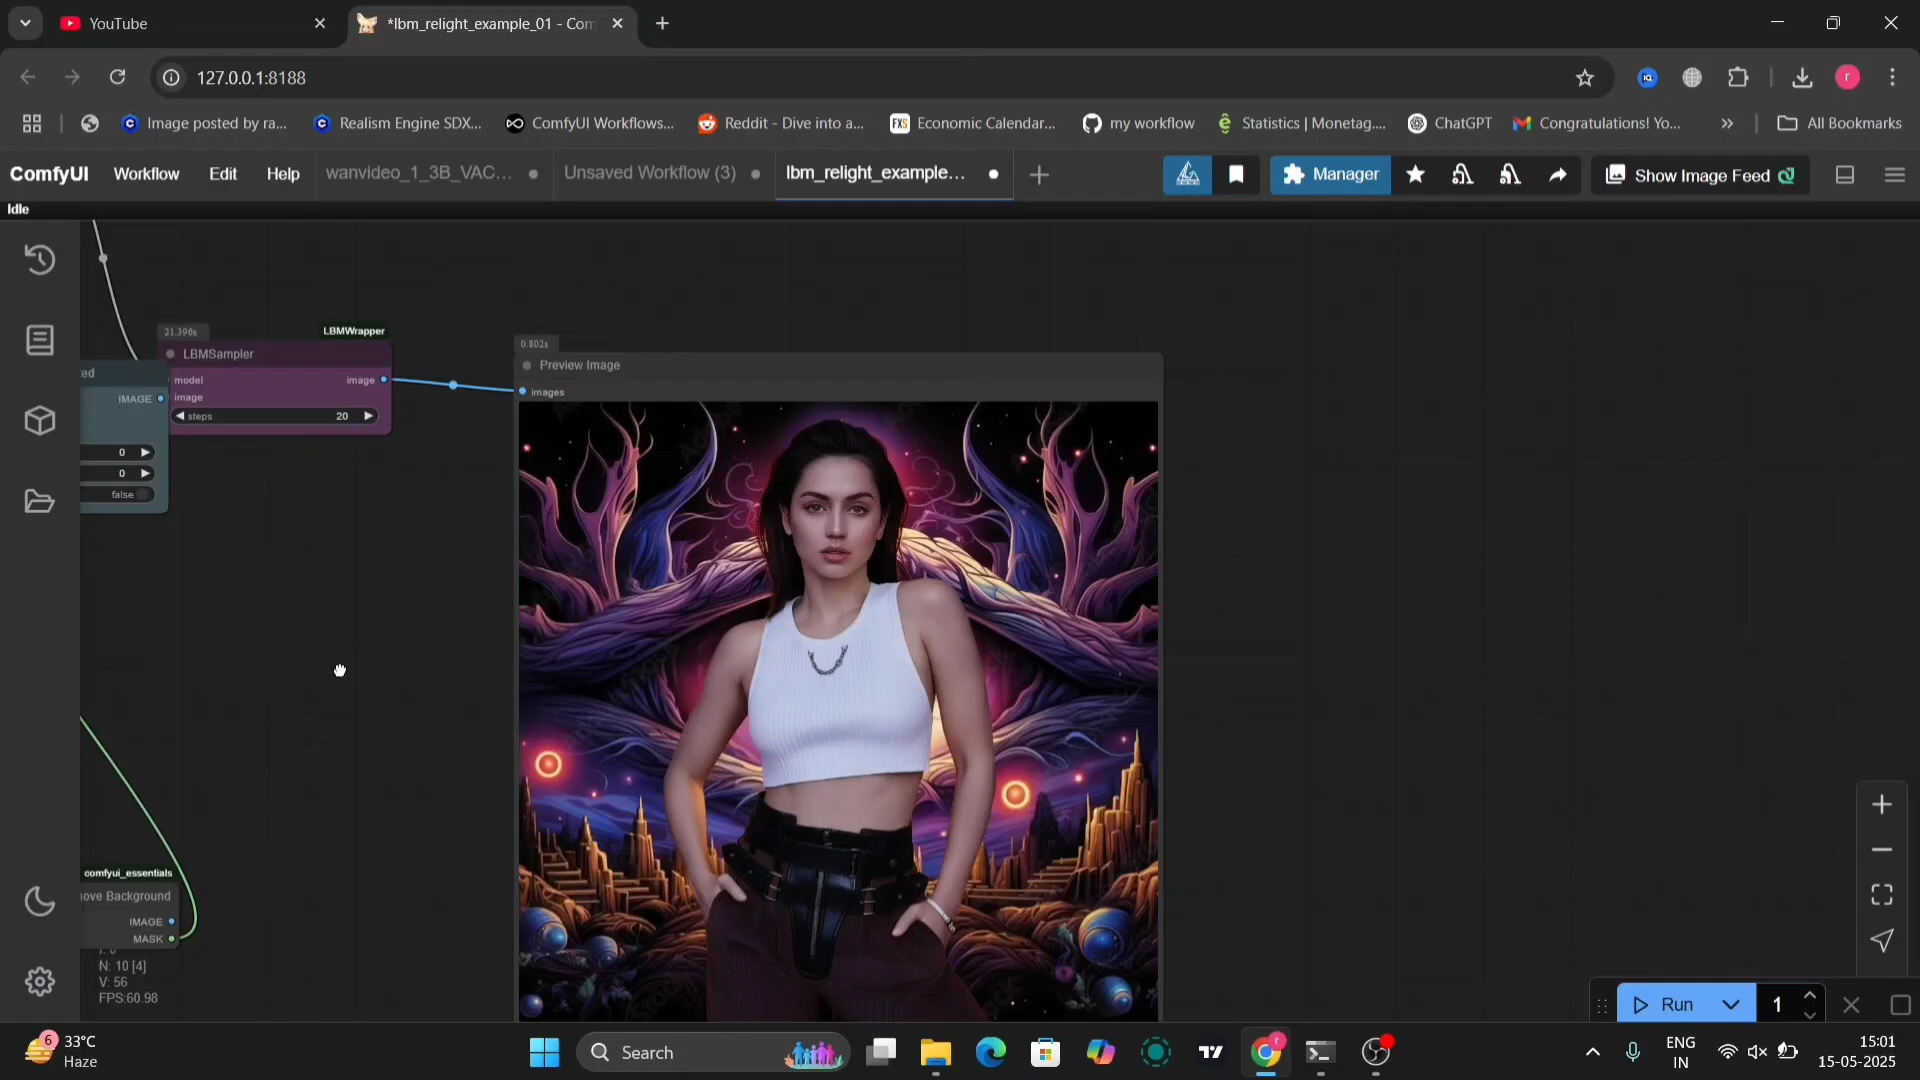 YouTube
*lbm_relight_example_01 - Com
127.0.0.1:8188
Image posted by ra...
Realism Engine SDX...
ComfyUI Workflows...
Reddit - Dive into a...
FXS
Economic Calendar...
my workflow
Statistics | Monetag....
ChatGPT
Congratulations! Yo...
All Bookmarks
ComfyUI
Workflow
Edit
Help
wanvideo_1_3B_VAC...
Unsaved Workflow (3)
lbm_relight_example...
Manager
Show Image Feed
Idle
21.396s
LBMWrapper
LBMSampler
model
image
image
steps
20
ed
IMAGE
0
0
false
0.802s
Preview Image
images
comfyui_essentials
ove Background
IMAGE
MASK
N: 10 [4]
V: 56
FPS:60.98
Run
1
6
33°C
Haze
Search
ENG
IN
15:01
15-05-2025